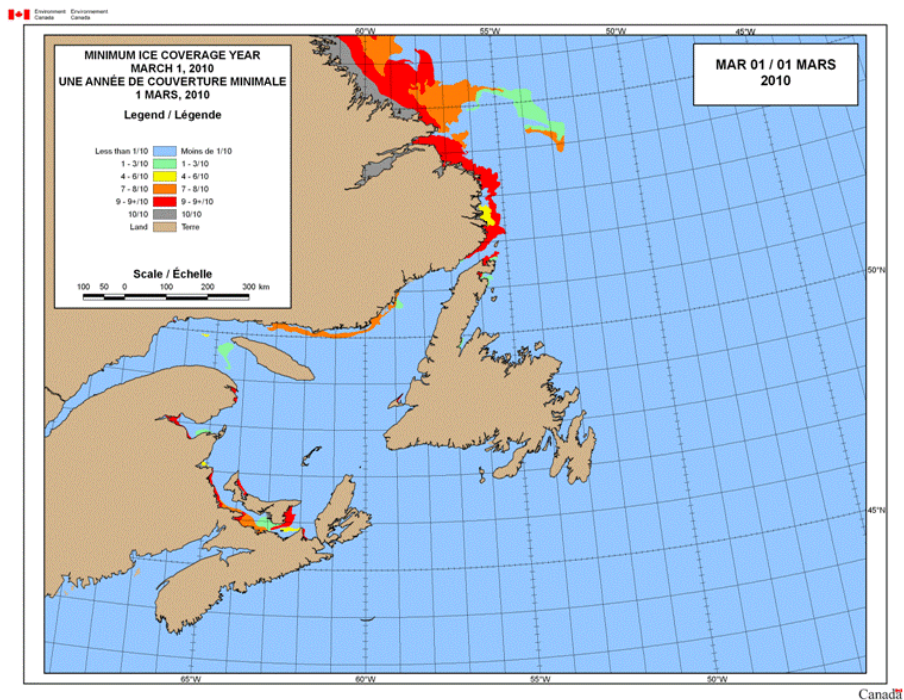 Environment Environnement
Canada Canada
60°W 55°W 50°W 45°W
MINIMUM ICE COVERAGE YEAR
MARCH 1, 2010
UNE ANNÉE DE COUVERTURE MINIMALE
1 MARS, 2010
Legend / Légende
Less than 1/10 Moins de 1/10
1 - 3/10 1 - 3/10
4 - 6/10 4 - 6/10
7 - 8/10 7 - 8/10
9 - 9+/10 9 - 9+/10
10/10 10/10
Land Terre
Scale / Échelle
100 50 0 100 200 300 km
MAR 01 / 01 MARS
2010
50°N
45°N
65°W 60°W 55°W 50°W
Canada